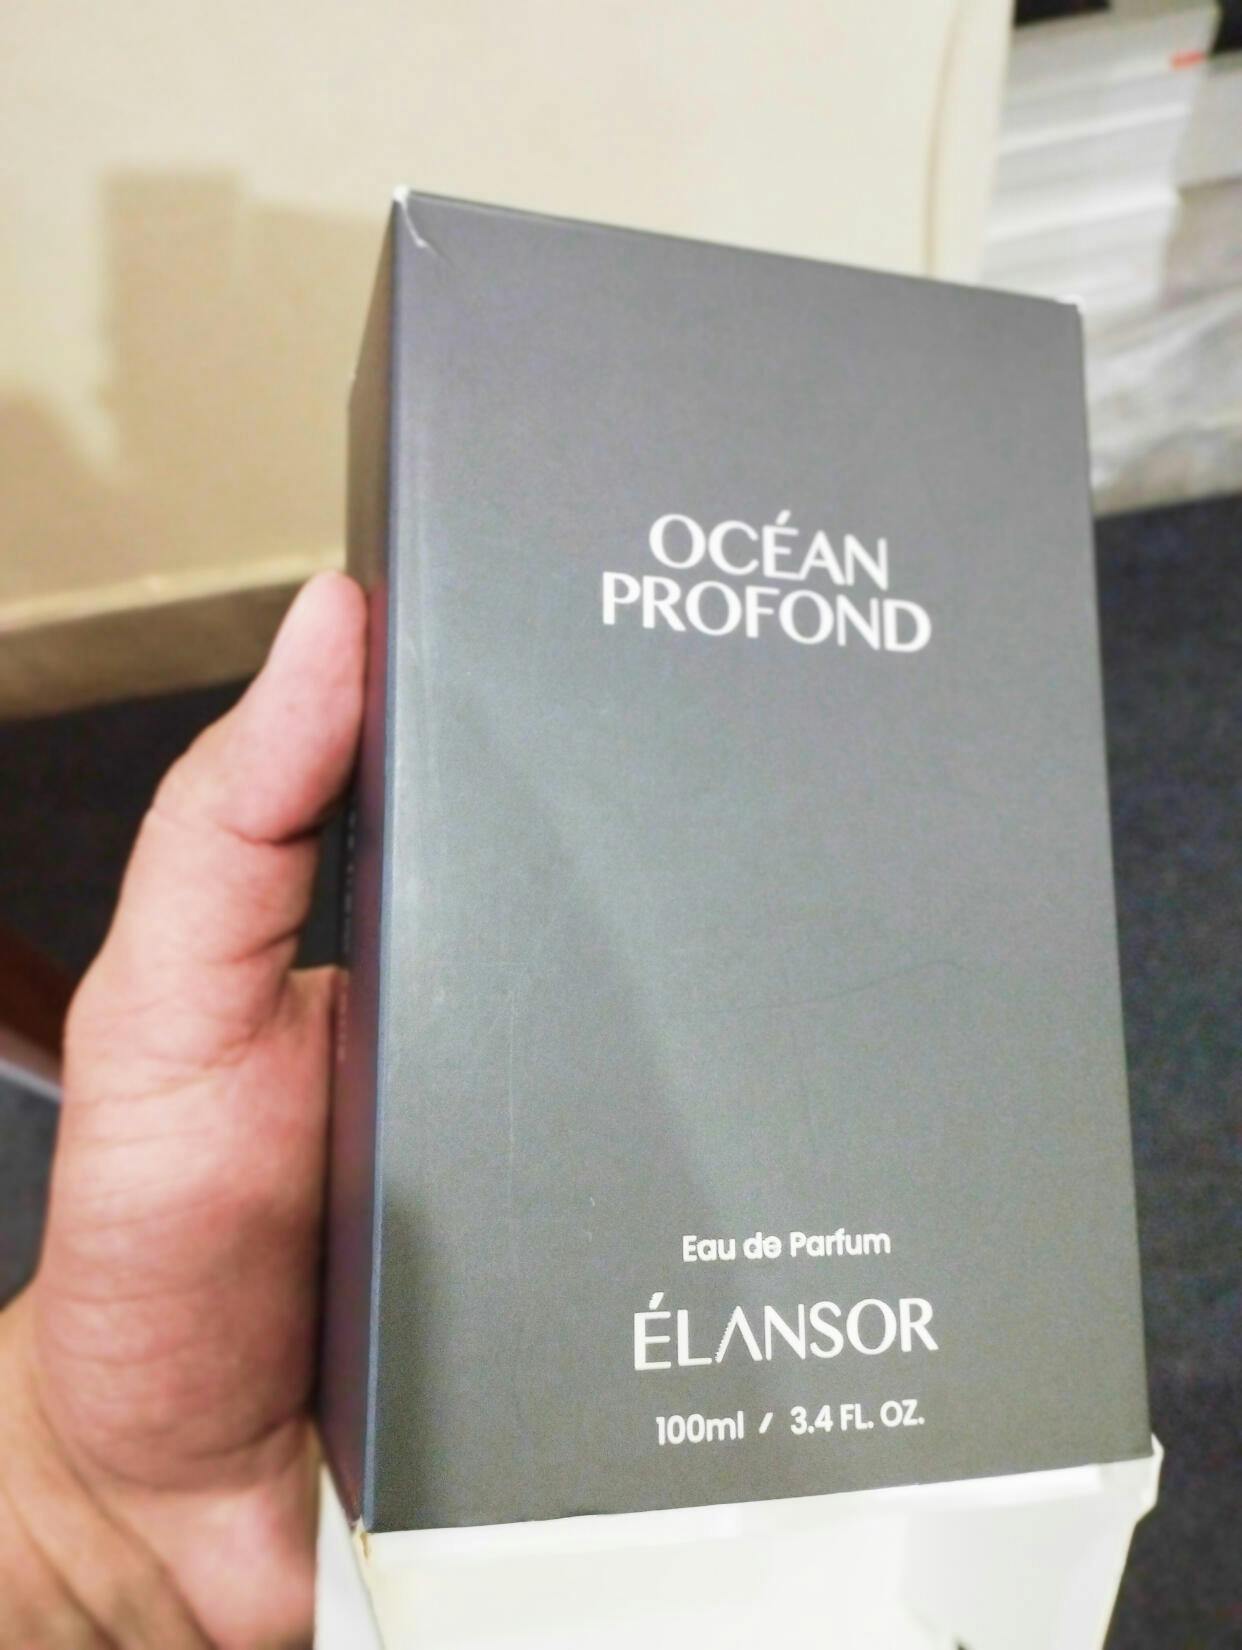 OCÉAN
PROFOND
Eau de Parfum
ÉLANSOR
100ml / 3.4 FL. OZ.